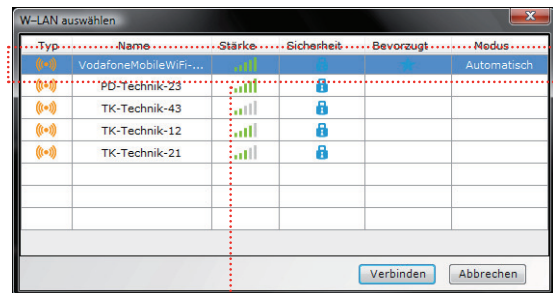 W-LAN auswählen
Typ Name Stärke Sicherheit Bevorzugt Modus
VodafoneMobileWiFi-... Automatisch
PD-Technik-23
TK-Technik-43
TK-Technik-12
TK-Technik-21
Verbinden Abbrechen